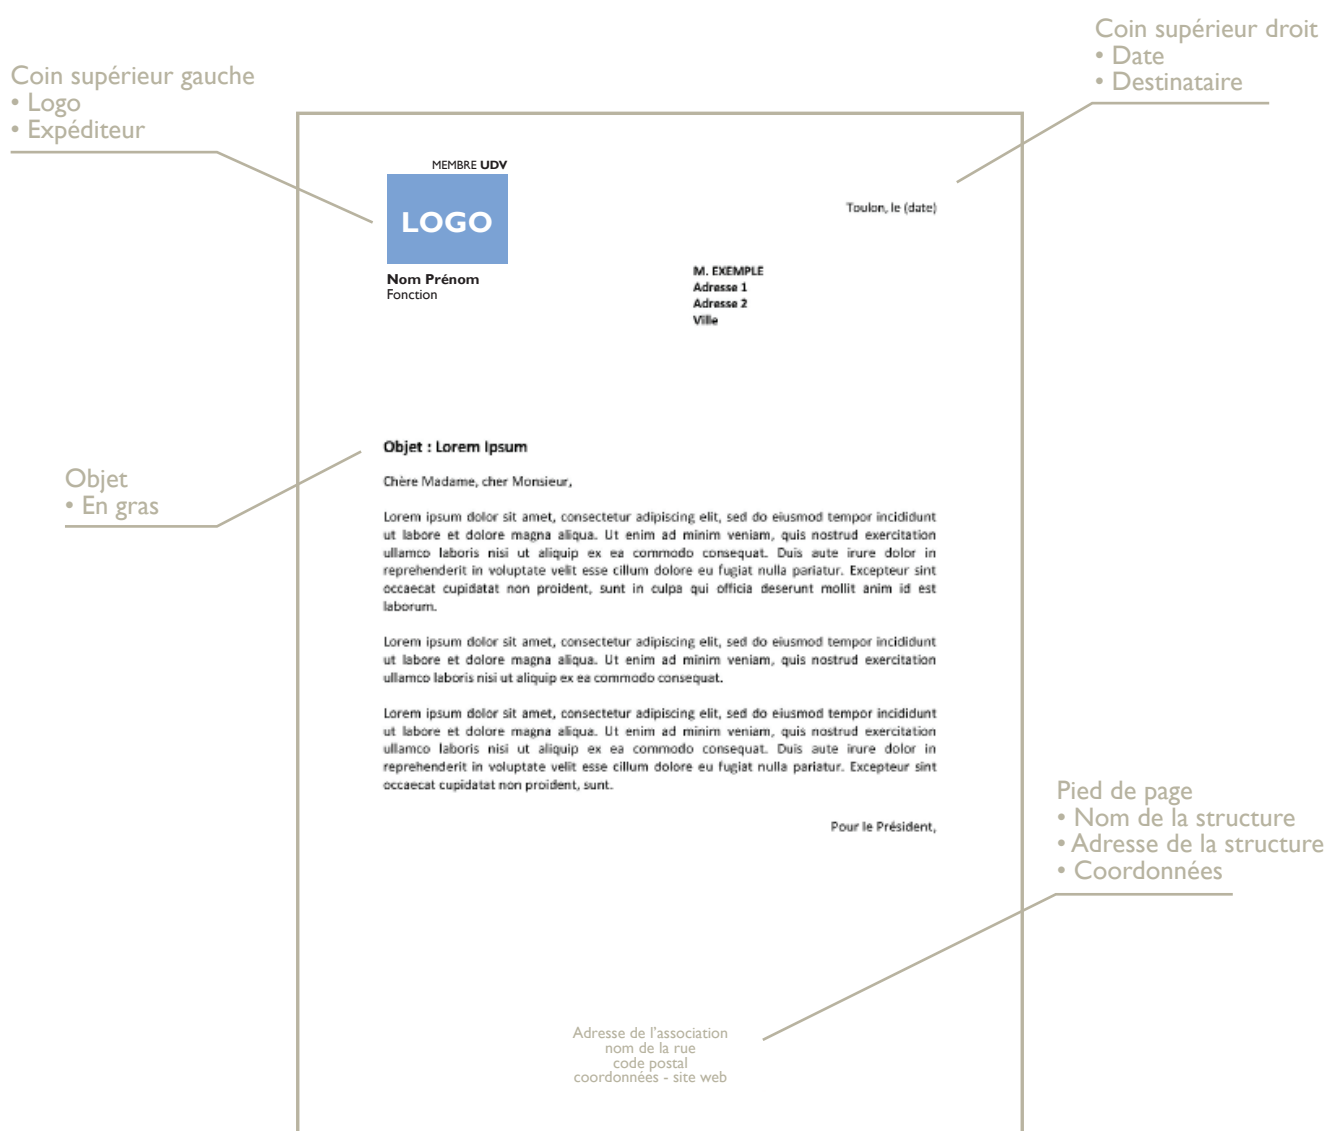 Coin supérieur droit
• Date
• Destinataire
Coin supérieur gauche
• Logo
• Expéditeur
MEMBRE UDV
LOGO
Nom Prénom
Fonction
Toulon, le (date)
M. EXEMPLE
Adresse 1
Adresse 2
Ville
Objet
• En gras
Objet : Lorem Ipsum
Chère Madame, cher Monsieur,
Lorem ipsum dolor sit amet, consectetur adipiscing elit, sed do eiusmod tempor incididunt
ut labore et dolore magna aliqua. Ut enim ad minim veniam, quis nostrud exercitation
ullamco laboris nisi ut aliquip ex ea commodo consequat. Duis aute irure dolor in
reprehenderit in voluptate velit esse cillum dolore eu fugiat nulla pariatur. Excepteur sint
occaecat cupidatat non proident, sunt in culpa qui officia deserunt mollit anim id est
laborum.
Lorem ipsum dolor sit amet, consectetur adipiscing elit, sed do eiusmod tempor incididunt
ut labore et dolore magna aliqua. Ut enim ad minim veniam, quis nostrud exercitation
ullamco laboris nisi ut aliquip ex ea commodo consequat.
Lorem ipsum dolor sit amet, consectetur adipiscing elit, sed do eiusmod tempor incididunt
ut labore et dolore magna aliqua. Ut enim ad minim veniam, quis nostrud exercitation
ullamco laboris nisi ut aliquip ex ea commodo consequat. Duis aute irure dolor in
reprehenderit in voluptate velit esse cillum dolore eu fugiat nulla pariatur. Excepteur sint
occaecat cupidatat non proident, sunt.
Pour le Président,
Pied de page
• Nom de la structure
• Adresse de la structure
• Coordonnées
Adresse de l'association
nom de la rue
code postal
coordonnées - site web